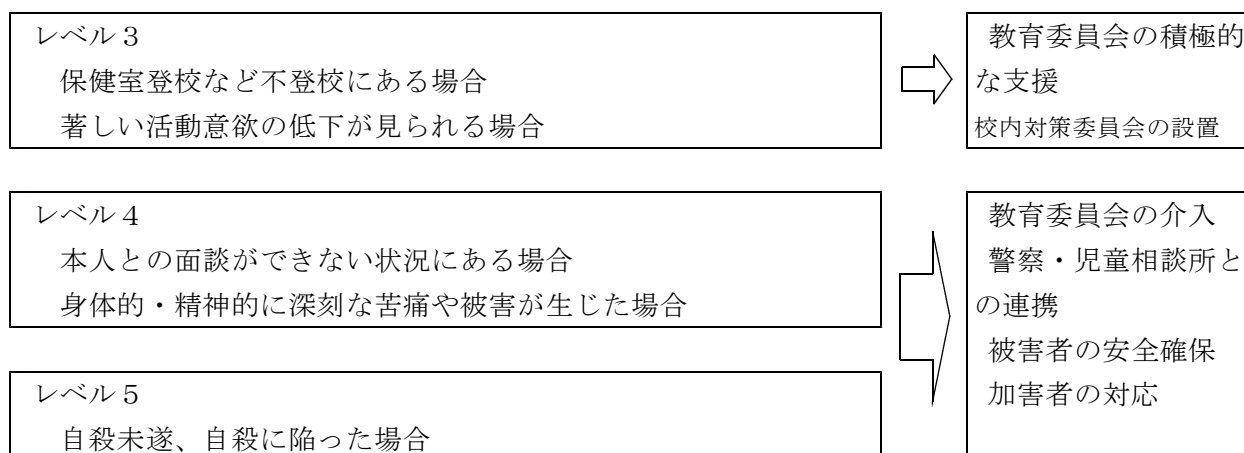 レベル３
保健室登校など不登校にある場合
著しい活動意欲の低下が見られる場合
教育委員会の積極的
な支援
校内対策委員会の設置
レベル４
本人との面談ができない状況にある場合
身体的・精神的に深刻な苦痛や被害が生じた場合
教育委員会の介入
警察・児童相談所と
の連携
被害者の安全確保
加害者の対応
レベル５
自殺未遂、自殺に陥った場合